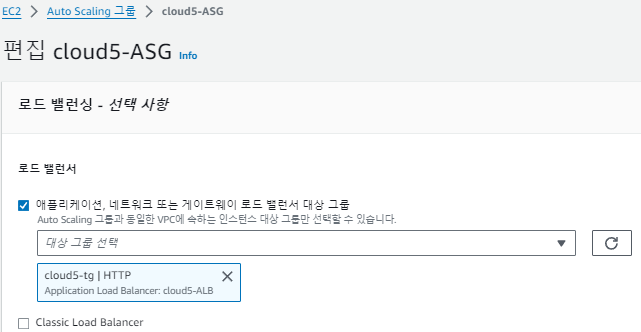 EC2 > Auto Scaling 그룹 > cloud5-ASG
편집 cloud5-ASG Info
로드 밸런싱 - 선택 사항
로드 밸런서
애플리케이션, 네트워크 또는 게이트웨이 로드 밸런서 대상 그룹
Auto Scaling 그룹과 동일한 VPC에 속하는 인스턴스 대상 그룹만 선택할 수 있습니다.
대상 그룹 선택
cloud5-tg | HTTP
Application Load Balancer: cloud5-ALB
Classic Load Balancer